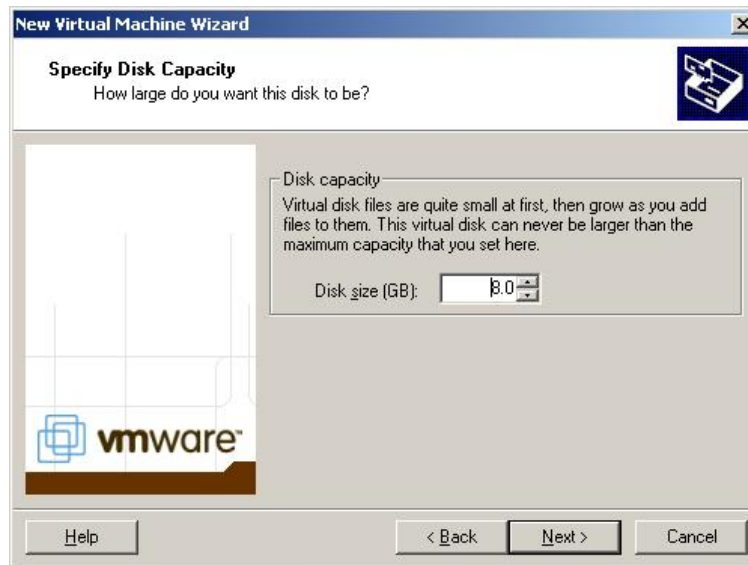 New Virtual Machine Wizard
Specify Disk Capacity
How large do you want this disk to be?
Disk capacity
Virtual disk files are quite small at first, then grow as you add
files to them. This virtual disk can never be larger than the
maximum capacity that you set here.
Disk size (GB): 8.0
vmware™
Help < Back Next > Cancel